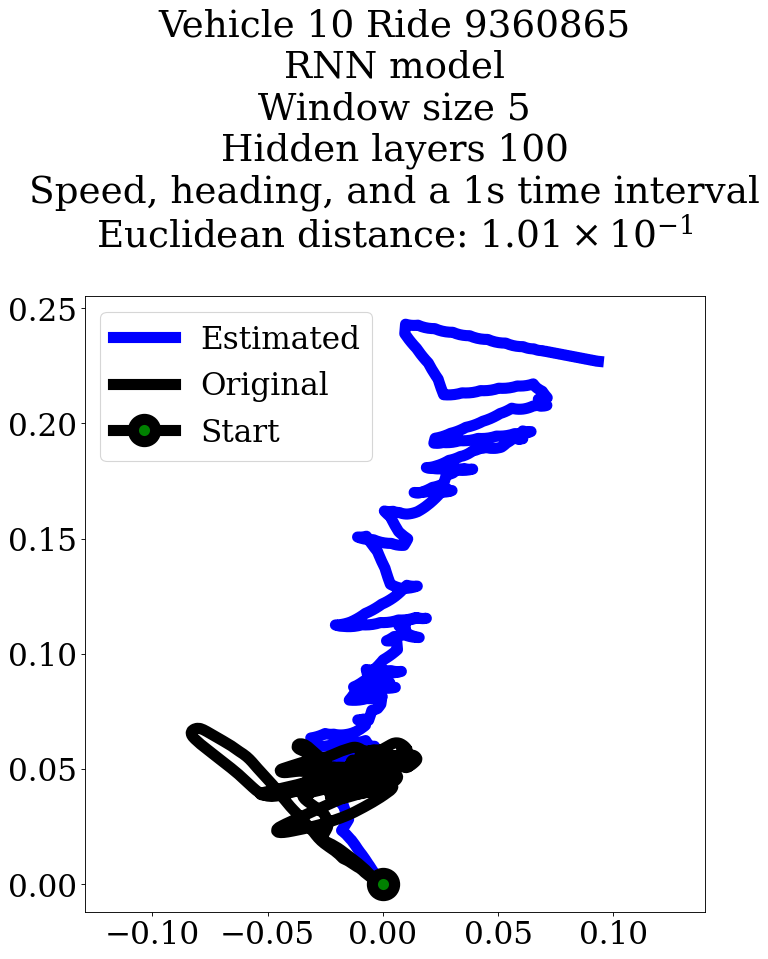 Vehicle 10 Ride 9360865
RNN model
Window size 5
Hidden layers 100
Speed, heading, and a 1s time interval
Euclidean distance: 1.01 × 10⁻¹
0.25
Estimated
Original
Start
0.20
0.15
0.10
0.05
0.00
−0.10 −0.05 0.00 0.05 0.10